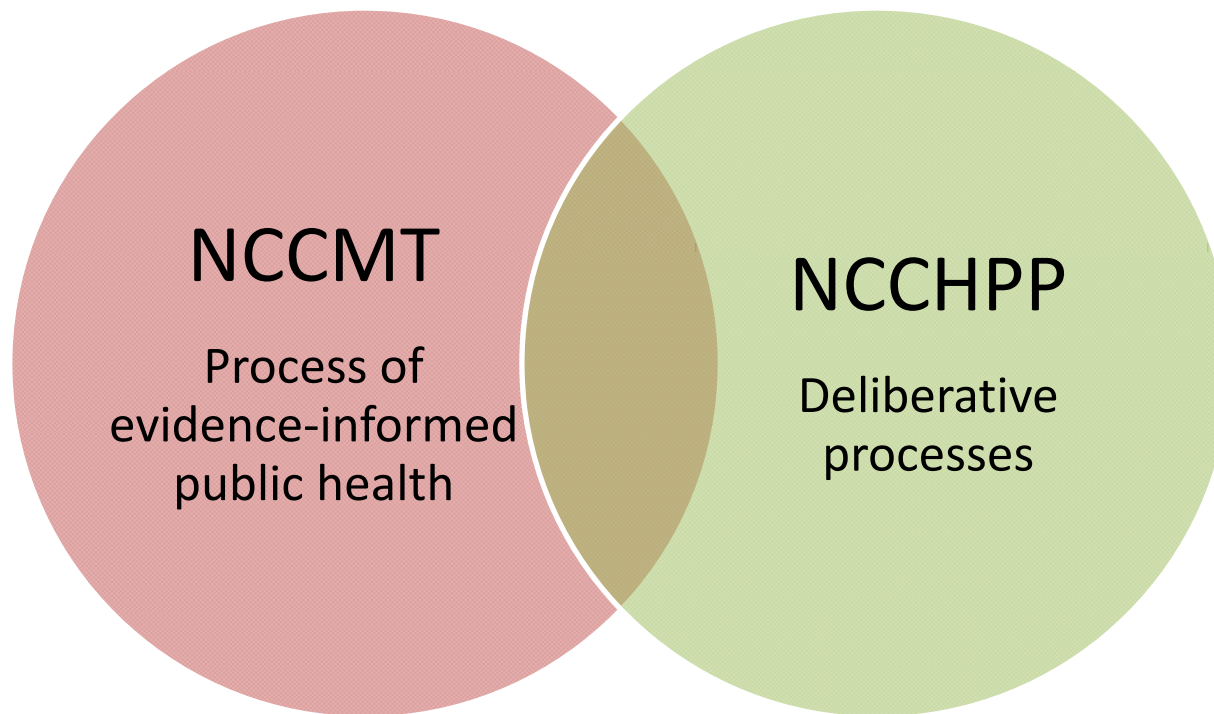 NCCMT
Process of
evidence-informed
public health
NCCHPP
Deliberative
processes